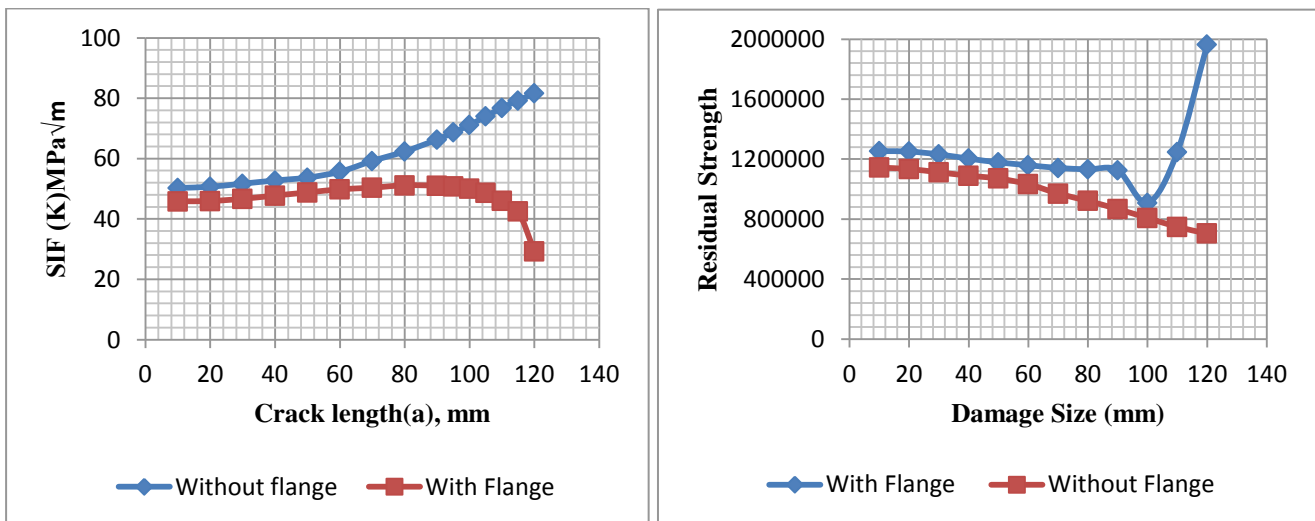 SIF (K)MPa√m
100
80
60
40
20
0
0 20 40 60 80 100 120 140
Crack length(a), mm
Without flange With Flange
Residual Strength
2000000
1600000
1200000
800000
400000
0
0 20 40 60 80 100 120 140
Damage Size (mm)
With Flange Without Flange